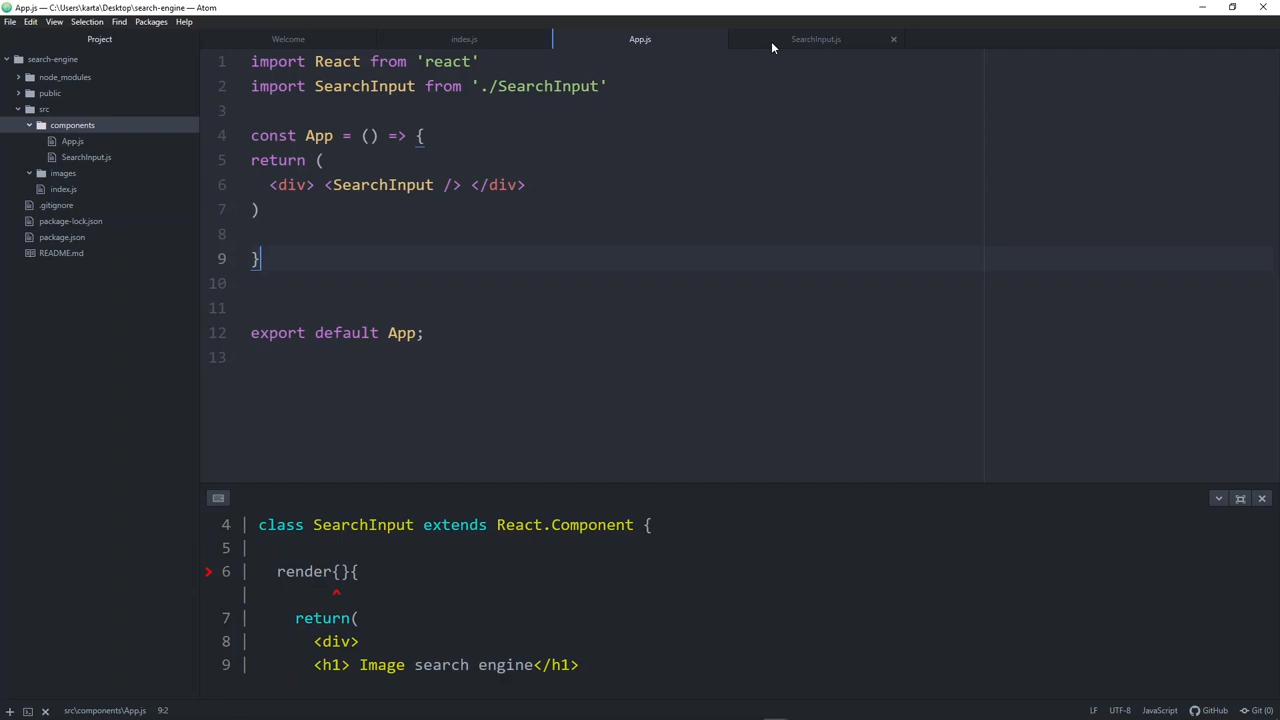 App.js — C:\Users\karta\Desktop\search-engine — Atom
File Edit View Selection Find Packages Help
Project
Welcome index.js App.js SearchInput.js
search-engine
node_modules
public
src
components
App.js
SearchInput.js
images
index.js
.gitignore
package-lock.json
package.json
README.md
1 import React from 'react'
2 import SearchInput from './SearchInput'
3
4 const App = () => {
5 return (
6 <div> <SearchInput /> </div>
7 )
8
9 }
10
11
12 export default App;
13
4 | class SearchInput extends React.Component {
5 |
> 6 | render{}{
| ^
7 | return(
8 | <div>
9 | <h1> Image search engine</h1>
src\components\App.js 9:2 LF UTF-8 JavaScript GitHub Git (0)